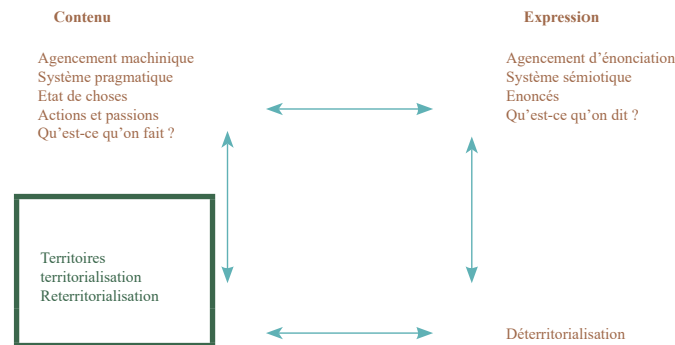 Contenu
Agencement machinique
Système pragmatique
Etat de choses
Actions et passions
Qu’est-ce qu’on fait ?
Expression
Agencement d’énonciation
Système sémiotique
Enoncés
Qu’est-ce qu’on dit ?
Territoires
territorialisation
Reterritorialisation
Déterritorialisation